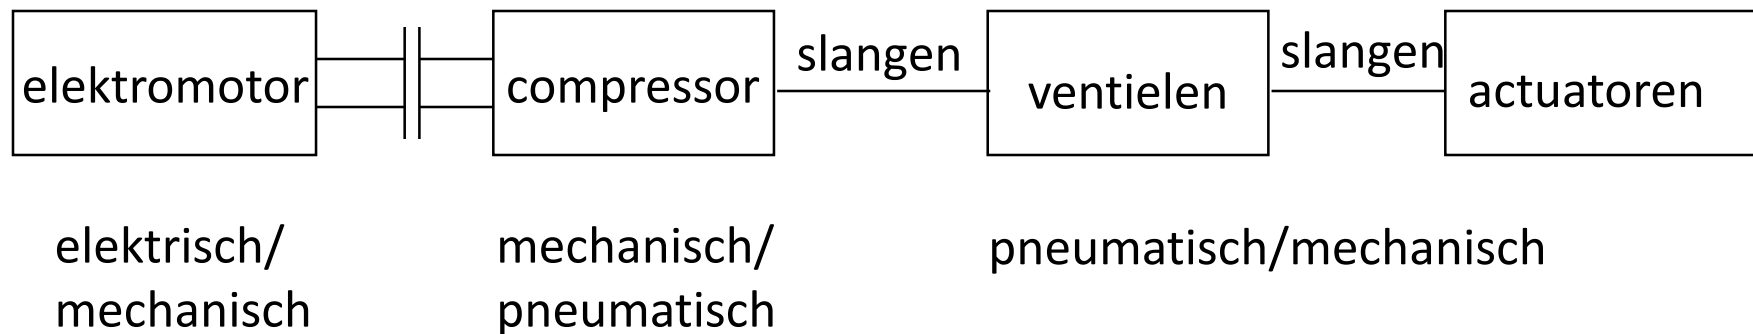 elektromotor
compressor
slangen
ventielen
slangen
actuatoren
elektrisch/
mechanisch
mechanisch/
pneumatisch
pneumatisch/mechanisch